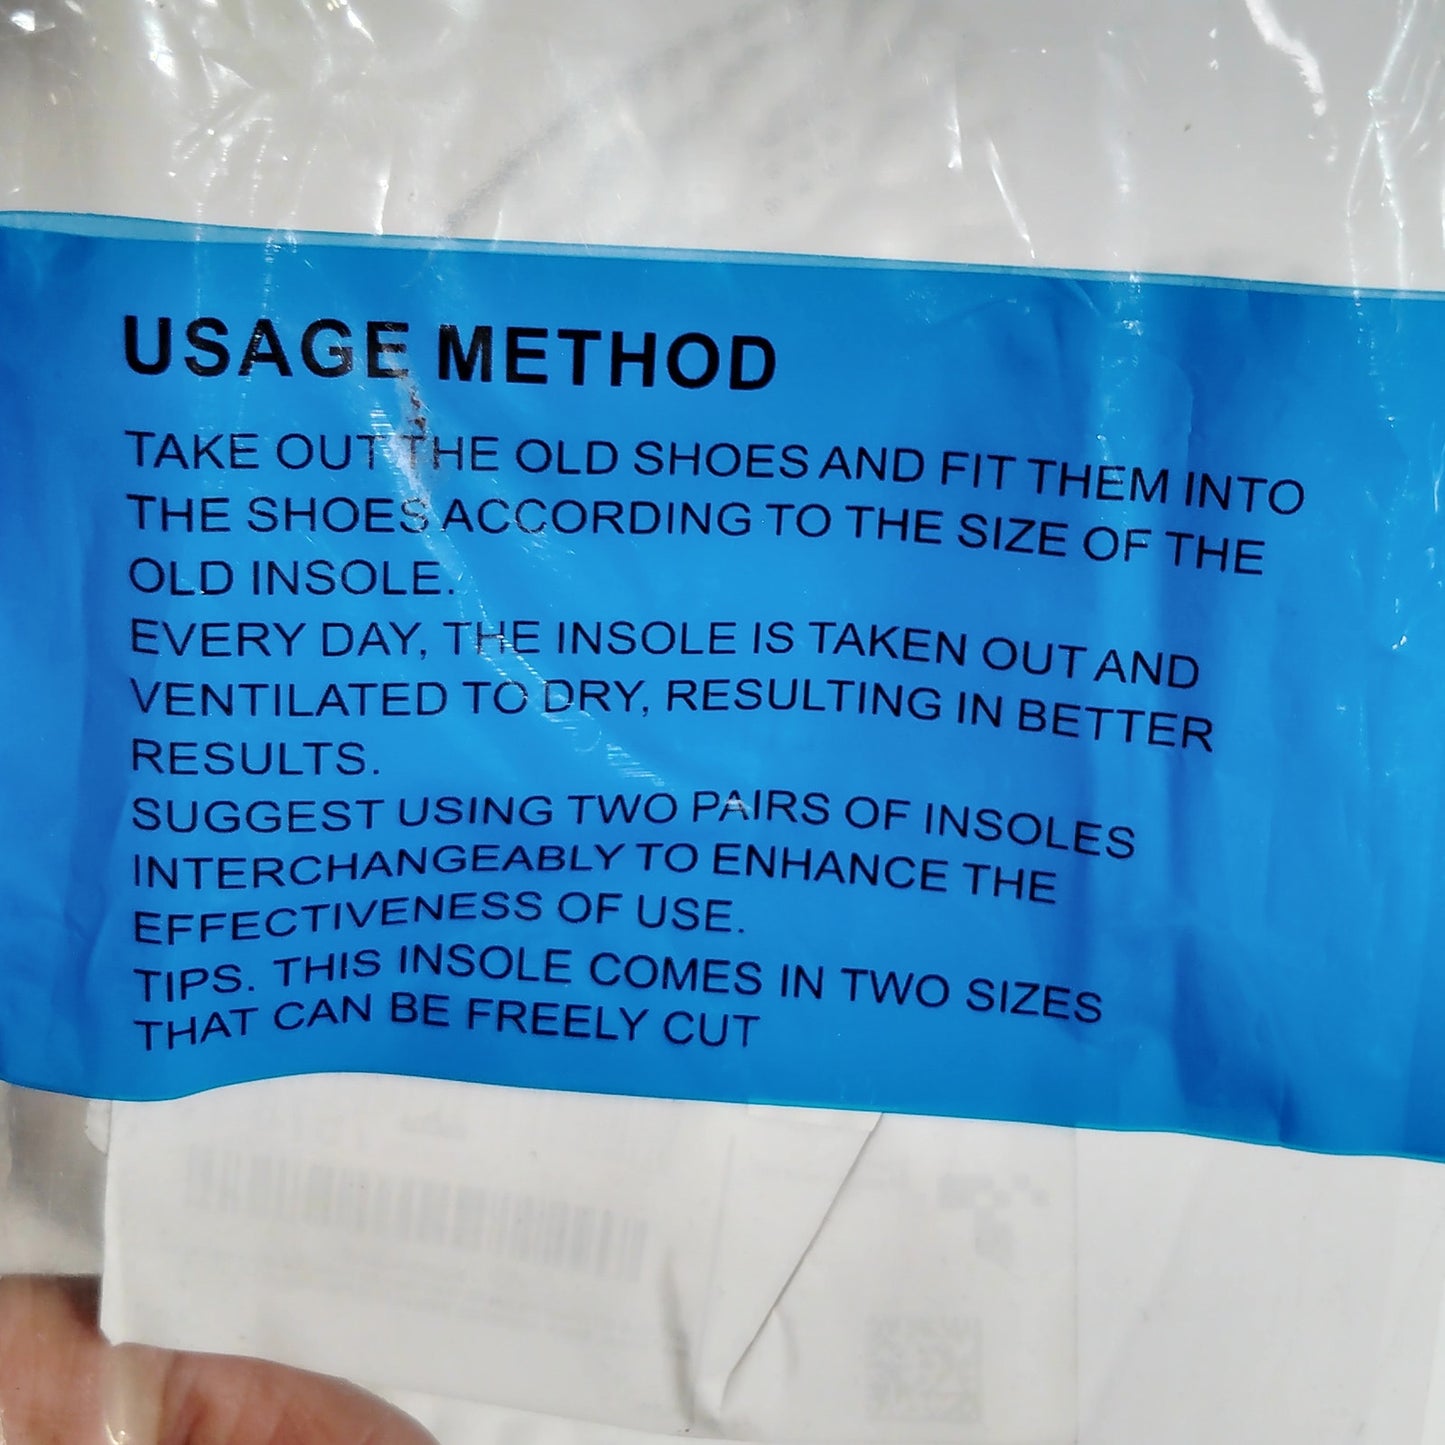 USAGE METHOD
TAKE OUT THE OLD SHOES AND FIT THEM INTO
THE SHOES ACCORDING TO THE SIZE OF THE
OLD INSOLE.
EVERY DAY, THE INSOLE IS TAKEN OUT AND
VENTILATED TO DRY, RESULTING IN BETTER
RESULTS.
SUGGEST USING TWO PAIRS OF INSOLES
INTERCHANGEABLY TO ENHANCE THE
EFFECTIVENESS OF USE.
TIPS. THIS INSOLE COMES IN TWO SIZES
THAT CAN BE FREELY CUT